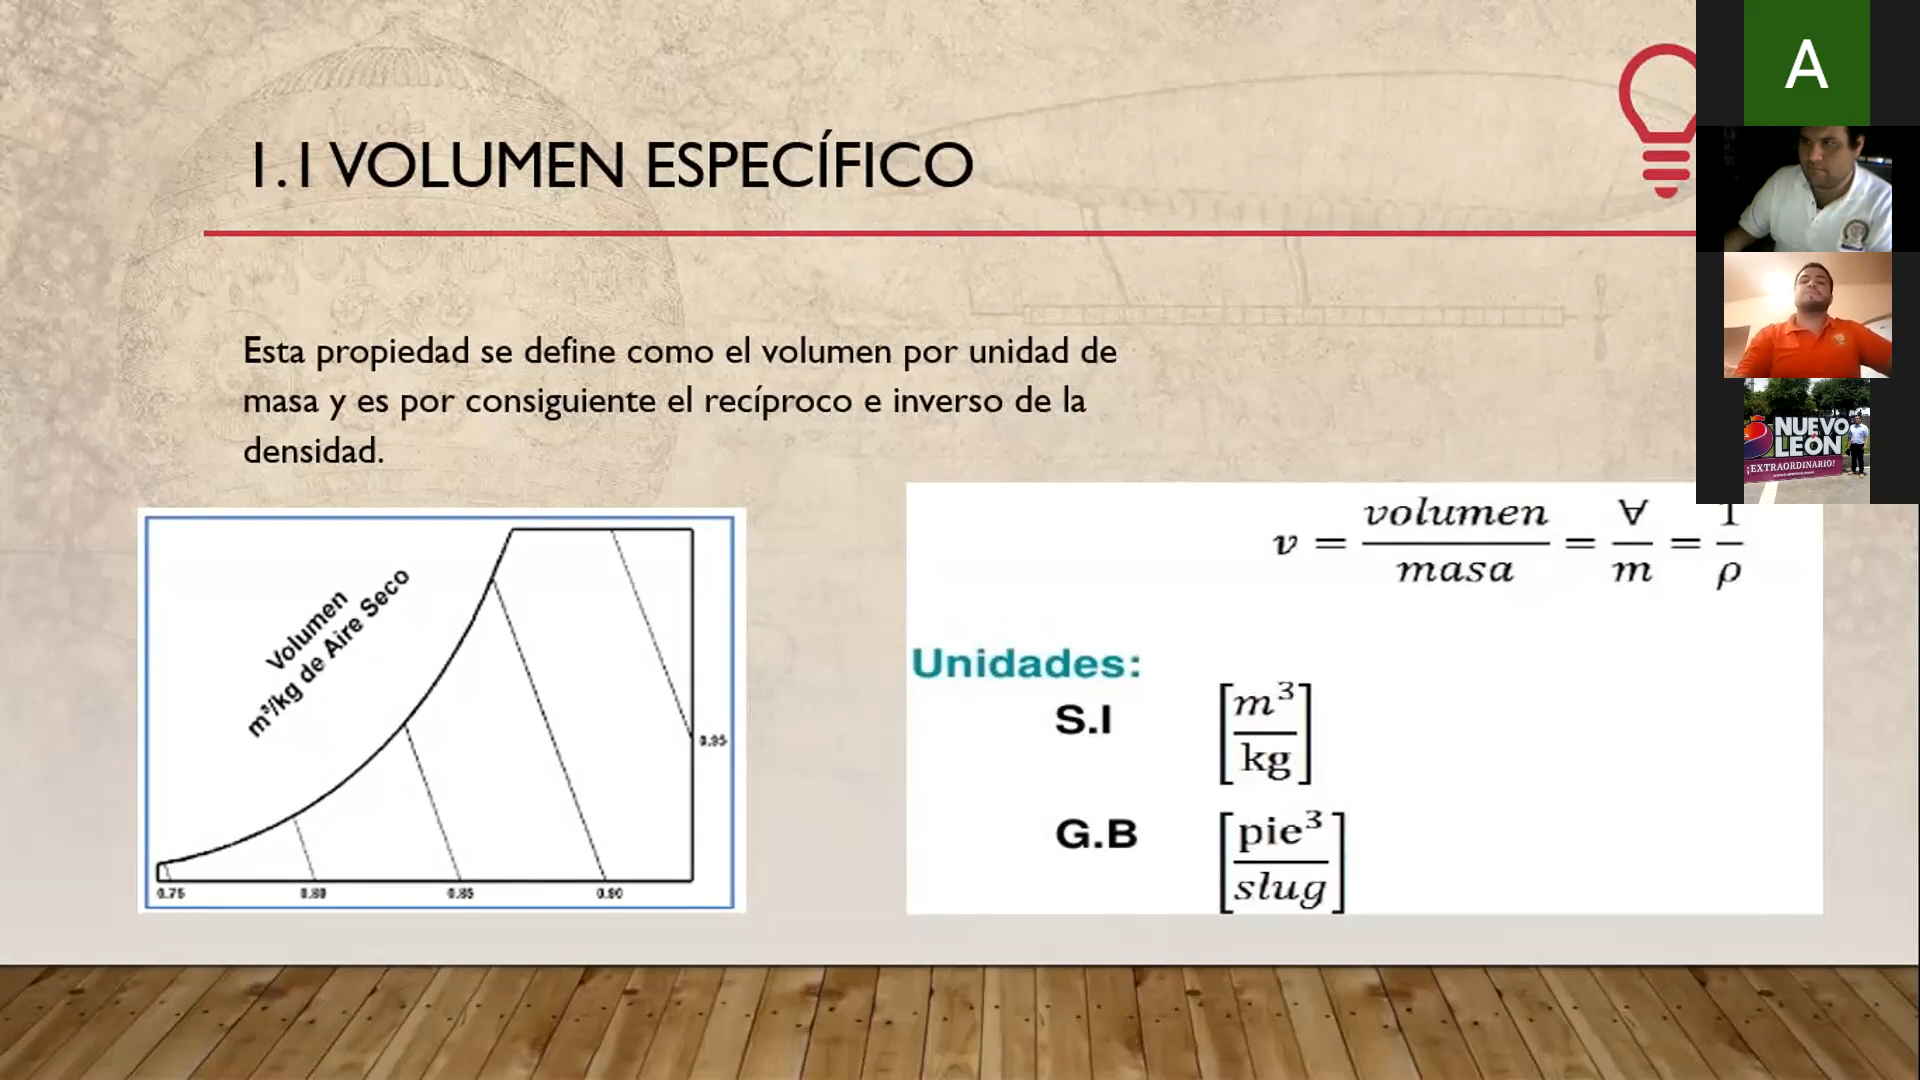 1.1 VOLUMEN ESPECÍFICO
Esta propiedad se define como el volumen por unidad de
masa y es por consiguiente el recíproco e inverso de la
densidad.
Volumen
m³/kg de Aire Seco
0.95
0.75 0.80 0.85 0.90
v = volumen / masa = ∀ / m = 1 / ρ
Unidades:
S.I [m³ / kg]
G.B [pie³ / slug]
A
NUEVO
LEÓN
¡EXTRAORDINARIO!